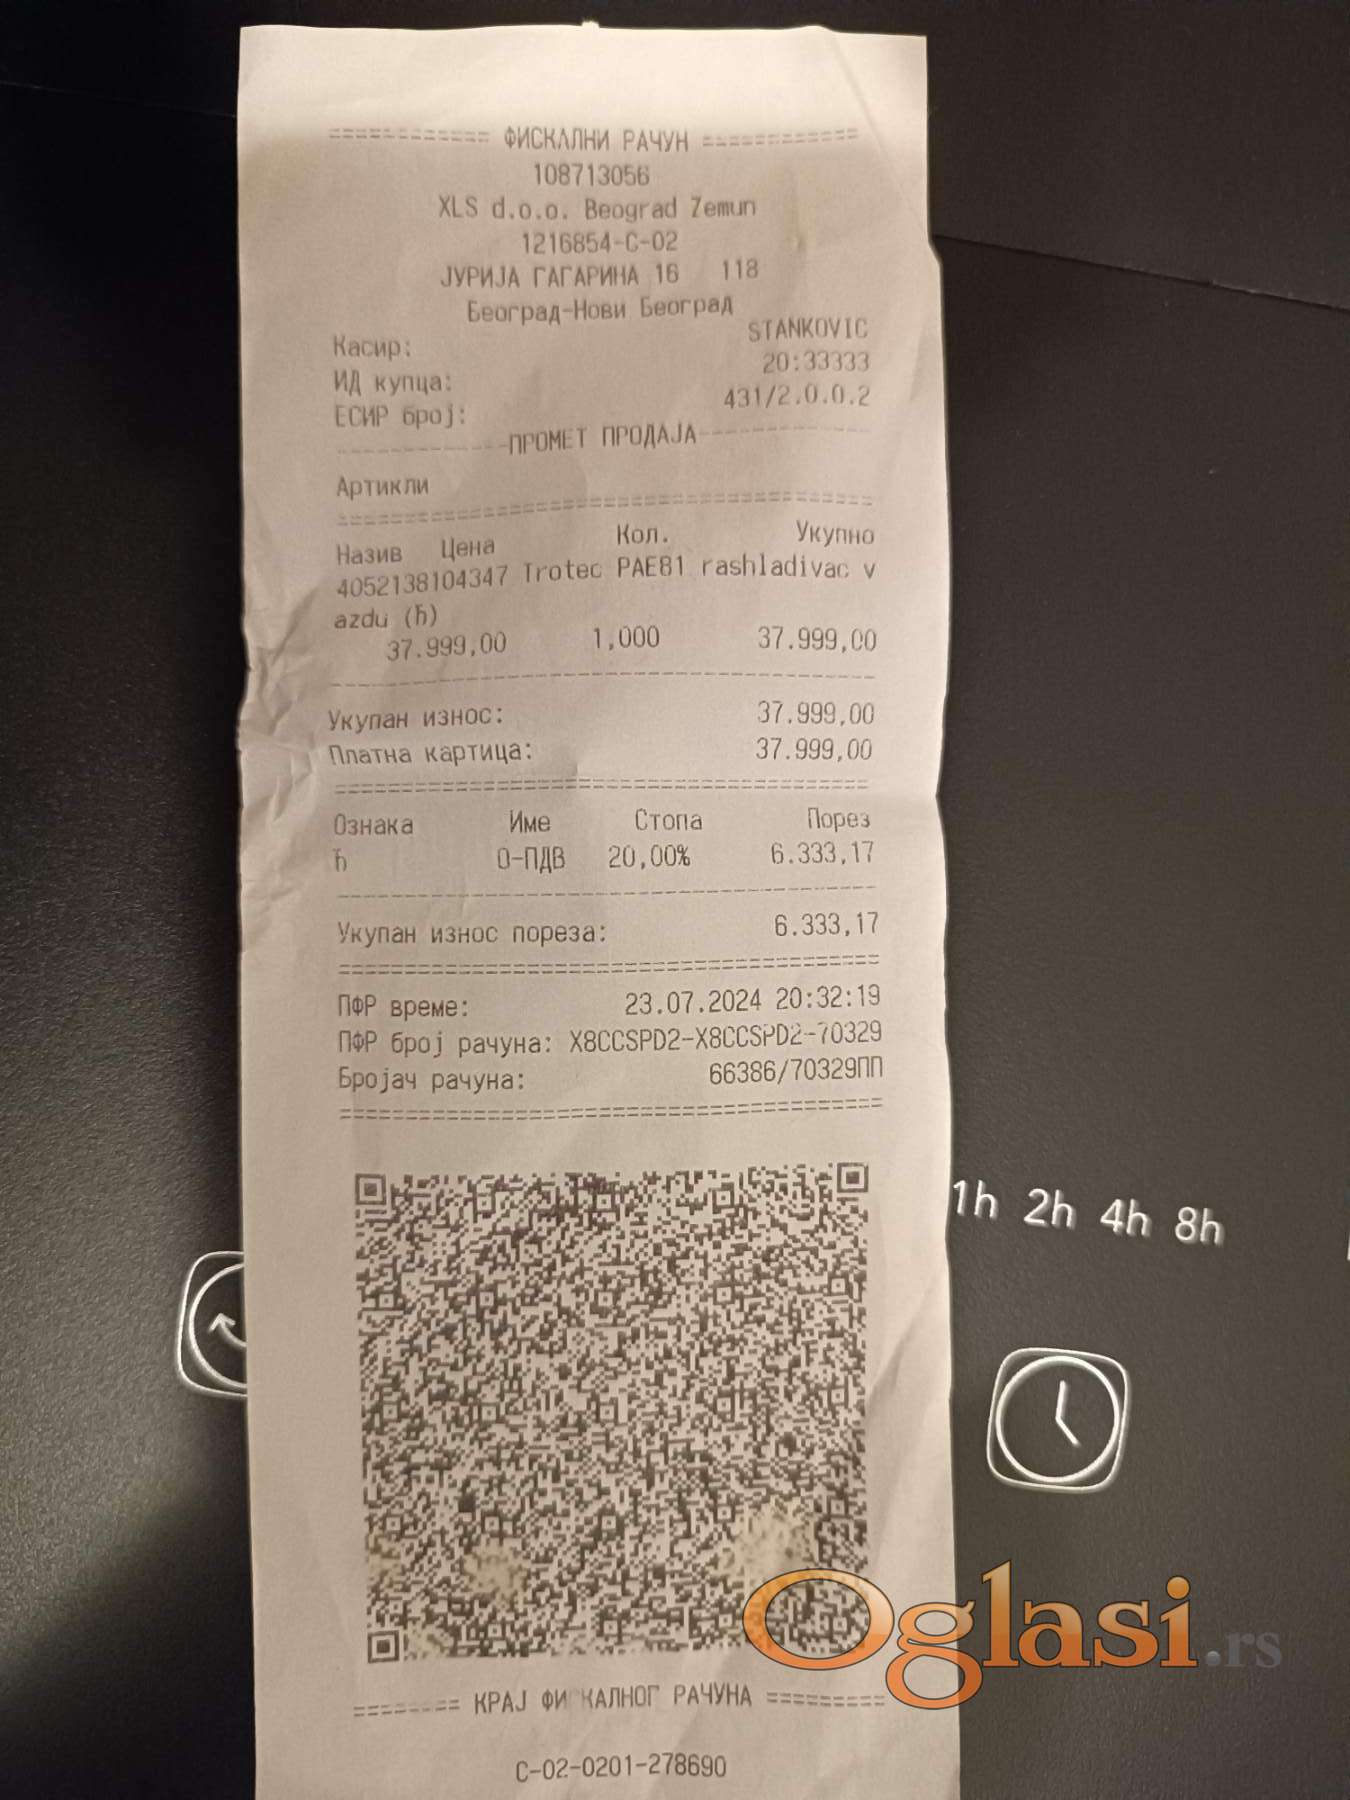 ============ ФИСКАЛНИ РАЧУН ============
108713056
XLS d.o.o. Beograd Zemun
1216854-C-02
ЈУРИЈА ГАГАРИНА 16 118
Београд-Нови Београд
Касир: STANKOVIC
ИД купца: 20:33333
ЕСИР број: 431/2.0.0.2
-------------ПРОМЕТ ПРОДАЈА-------------
Артикли
========================================
Назив Цена Кол. Укупно
4052138104347 Trotec PAE81 rashladivac v
azdu (ђ)
37.999,00 1,000 37.999,00
----------------------------------------
Укупан износ: 37.999,00
Платна картица: 37.999,00
========================================
Ознака Име Стопа Порез
Ђ О-ПДВ 20,00% 6.333,17
----------------------------------------
Укупан износ пореза: 6.333,17
========================================
ПФР време: 23.07.2024 20:32:19
ПФР број рачуна: X8CCSPD2-X8CCSPD2-70329
Бројач рачуна: 66386/70329ПП
========================================
======== КРАЈ ФИСКАЛНОГ РАЧУНА =========
C-02-0201-278690
1h 2h 4h 8h
Oglasi.rs